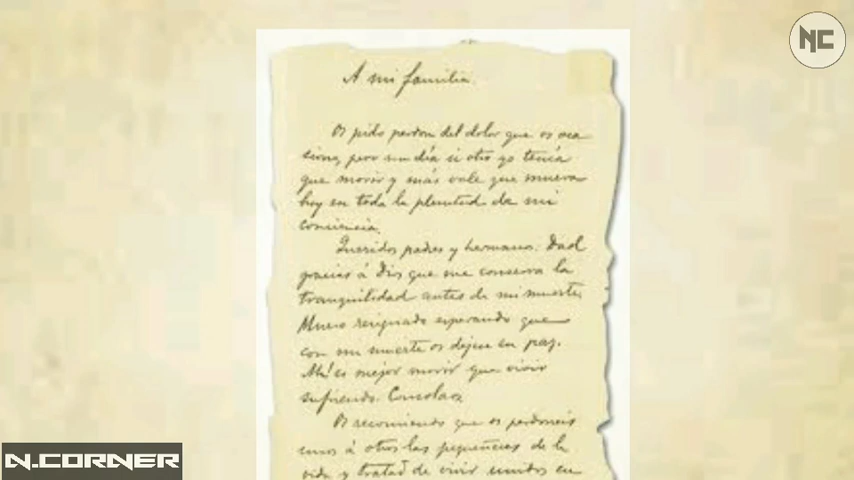 NC
A mi familia.
Os pido perdon del dolor que os oca
siono, pero un día ú otro yo tenía
que morir y más vale que muera
hoy en toda la plenitud de mi
conciencia.
Queridos padres y hermanos: Dad
gracias á Dios que me conserva la
tranquilidad antes de mi muerte.
Muero resignado esperando que
con mi muerte os dejen en paz.
Ah! es mejor morir que vivir
sufriendo. Consolaos
Os recomiendo que os perdoneis
unos á otros las pequeñeces de la
vida y tratad de vivir unidos en
N.CORNER